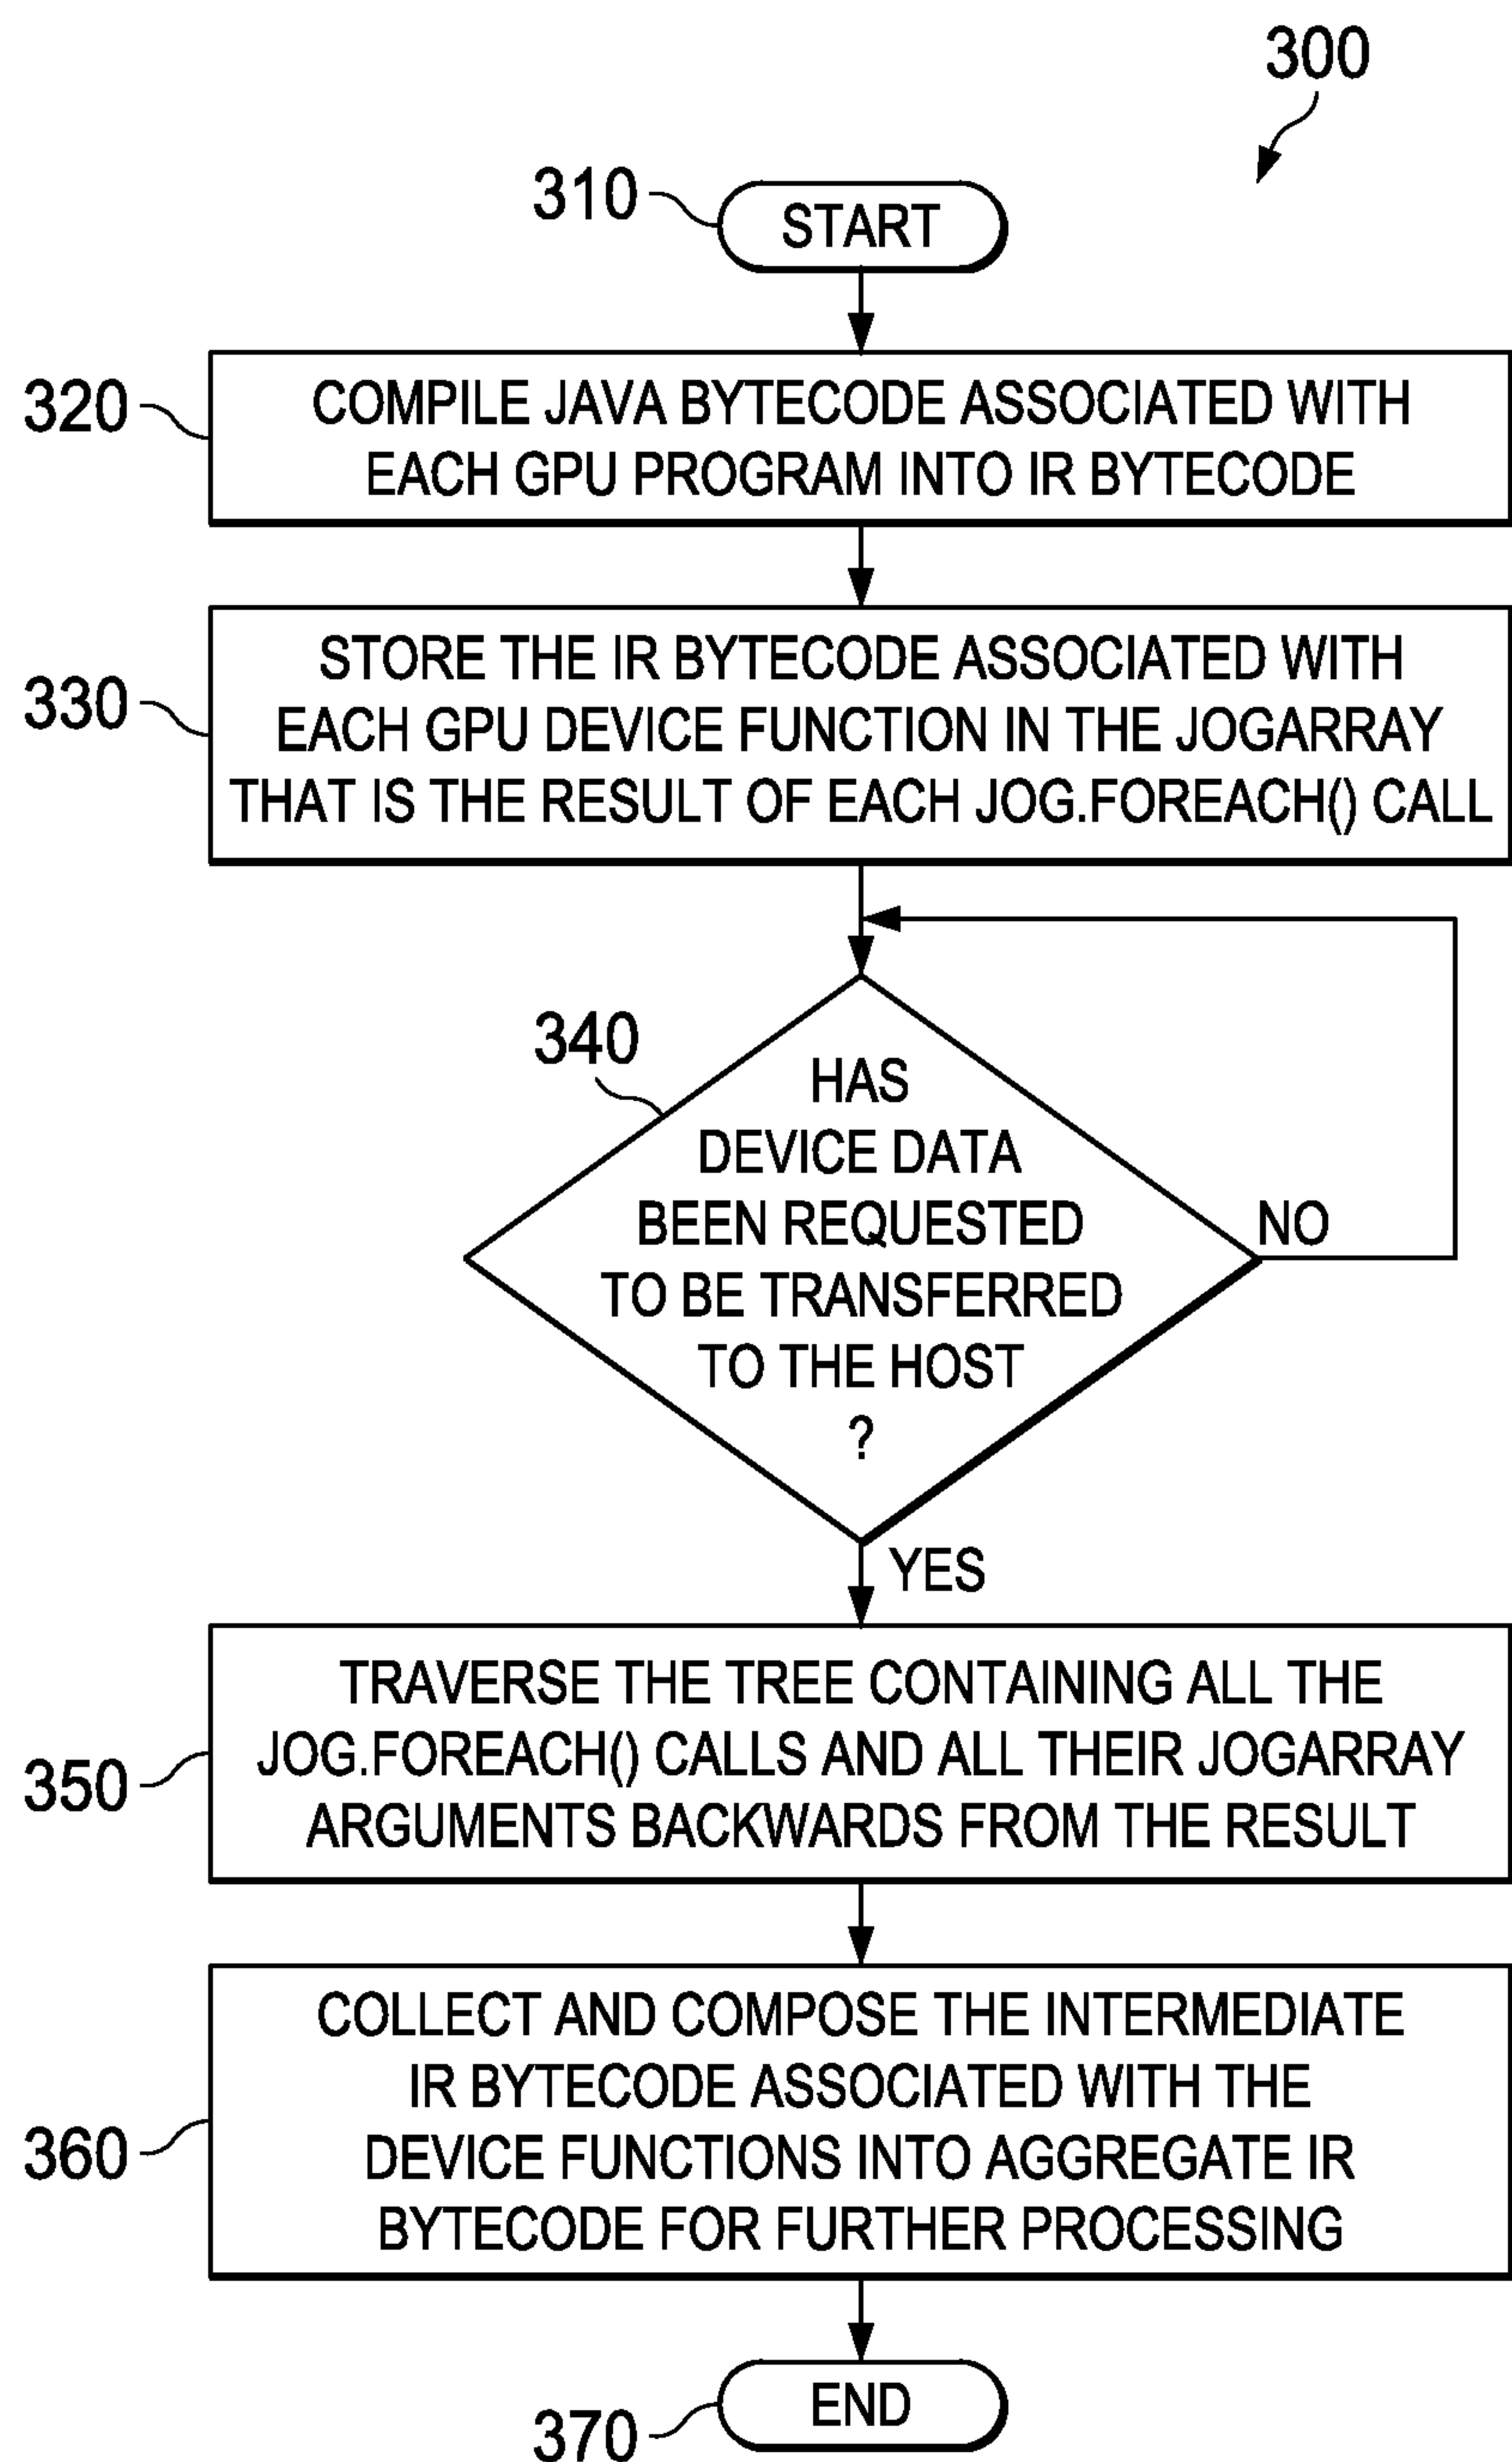 300
310
START
320
COMPILE JAVA BYTECODE ASSOCIATED WITH
EACH GPU PROGRAM INTO IR BYTECODE
330
STORE THE IR BYTECODE ASSOCIATED WITH
EACH GPU DEVICE FUNCTION IN THE JOGARRAY
THAT IS THE RESULT OF EACH JOG.FOREACH() CALL
340
HAS
DEVICE DATA
BEEN REQUESTED
TO BE TRANSFERRED
TO THE HOST
?
NO
YES
350
TRAVERSE THE TREE CONTAINING ALL THE
JOG.FOREACH() CALLS AND ALL THEIR JOGARRAY
ARGUMENTS BACKWARDS FROM THE RESULT
360
COLLECT AND COMPOSE THE INTERMEDIATE
IR BYTECODE ASSOCIATED WITH THE
DEVICE FUNCTIONS INTO AGGREGATE IR
BYTECODE FOR FURTHER PROCESSING
370
END